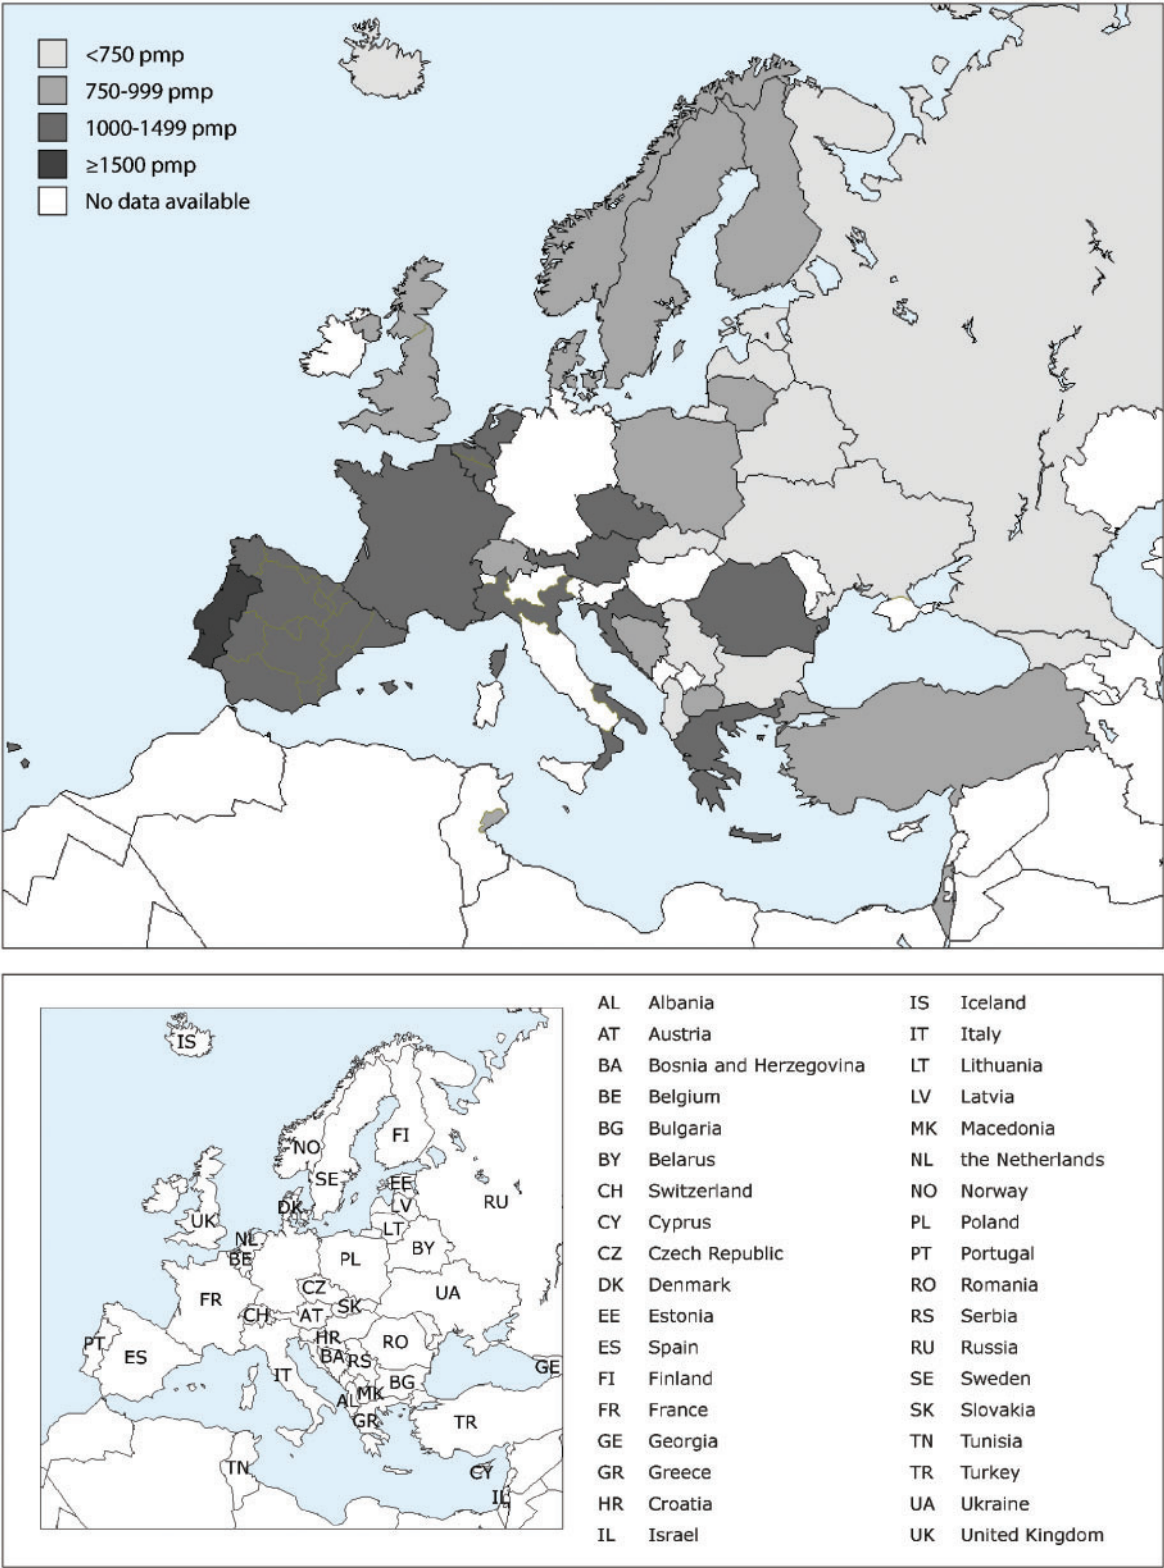 <750 pmp
750-999 pmp
1000-1499 pmp
≥1500 pmp
No data available
IS
NO
FI
SE
EE
RU
LV
DK
UK
LT
NL
BY
BE
PL
CZ
UA
FR
SK
CH
AT
HR
RO
PT
BA
RS
ES
GE
IT
BG
MK
AL
GR
TR
TN
CY
IL
AL Albania
AT Austria
BA Bosnia and Herzegovina
BE Belgium
BG Bulgaria
BY Belarus
CH Switzerland
CY Cyprus
CZ Czech Republic
DK Denmark
EE Estonia
ES Spain
FI Finland
FR France
GE Georgia
GR Greece
HR Croatia
IL Israel
IS Iceland
IT Italy
LT Lithuania
LV Latvia
MK Macedonia
NL the Netherlands
NO Norway
PL Poland
PT Portugal
RO Romania
RS Serbia
RU Russia
SE Sweden
SK Slovakia
TN Tunisia
TR Turkey
UA Ukraine
UK United Kingdom